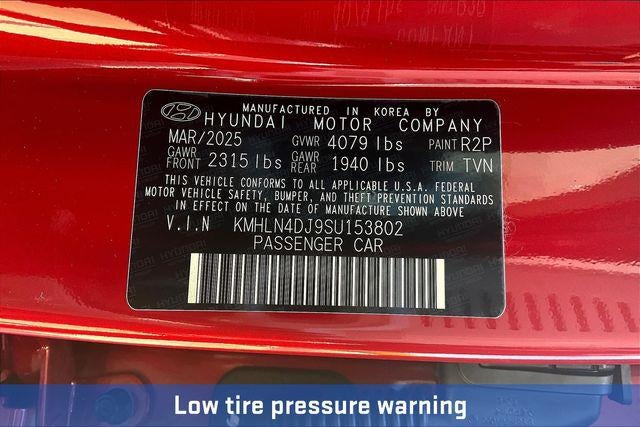 MANUFACTURED IN KOREA BY
HYUNDAI MOTOR COMPANY
MAR/2025 GVWR 4079 lbs PAINT R2P
GAWR FRONT 2315 lbs GAWR REAR 1940 lbs TRIM TVN
THIS VEHICLE CONFORMS TO ALL APPLICABLE U.S.A. FEDERAL
MOTOR VEHICLE SAFETY, BUMPER, AND THEFT PREVENTION STANDARDS
IN EFFECT ON THE DATE OF MANUFACTURE SHOWN ABOVE
V.I.N KMHLN4DJ9SU153802
PASSENGER CAR
Low tire pressure warning